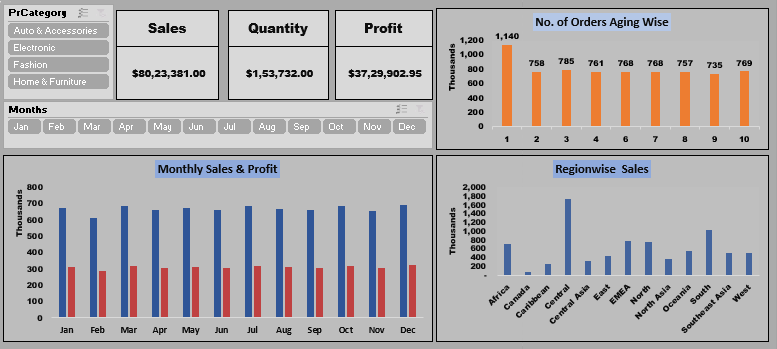 PrCategory
Auto & Accessories
Electronic
Fashion
Home & Furniture
Sales
$80,23,381.00
Quantity
$1,53,732.00
Profit
$37,29,902.95
Months
Jan Feb Mar Apr May Jun Jul Aug Sep Oct Nov Dec
No. of Orders Aging Wise
Thousands
1,200
1,000
800
600
400
200
0
1,140 758 785 761 768 768 757 735 769
1 2 3 4 6 7 8 9 10
Monthly Sales & Profit
Thousands
800
700
600
500
400
300
200
100
0
Jan Feb Mar Apr May Jun Jul Aug Sep Oct Nov Dec
Regionwise Sales
Thousands
2,000
1,800
1,600
1,400
1,200
1,000
800
600
400
200
-
Africa Canada Caribbean Central Central Asia East EMEA North North Asia Oceania South Southeast Asia West